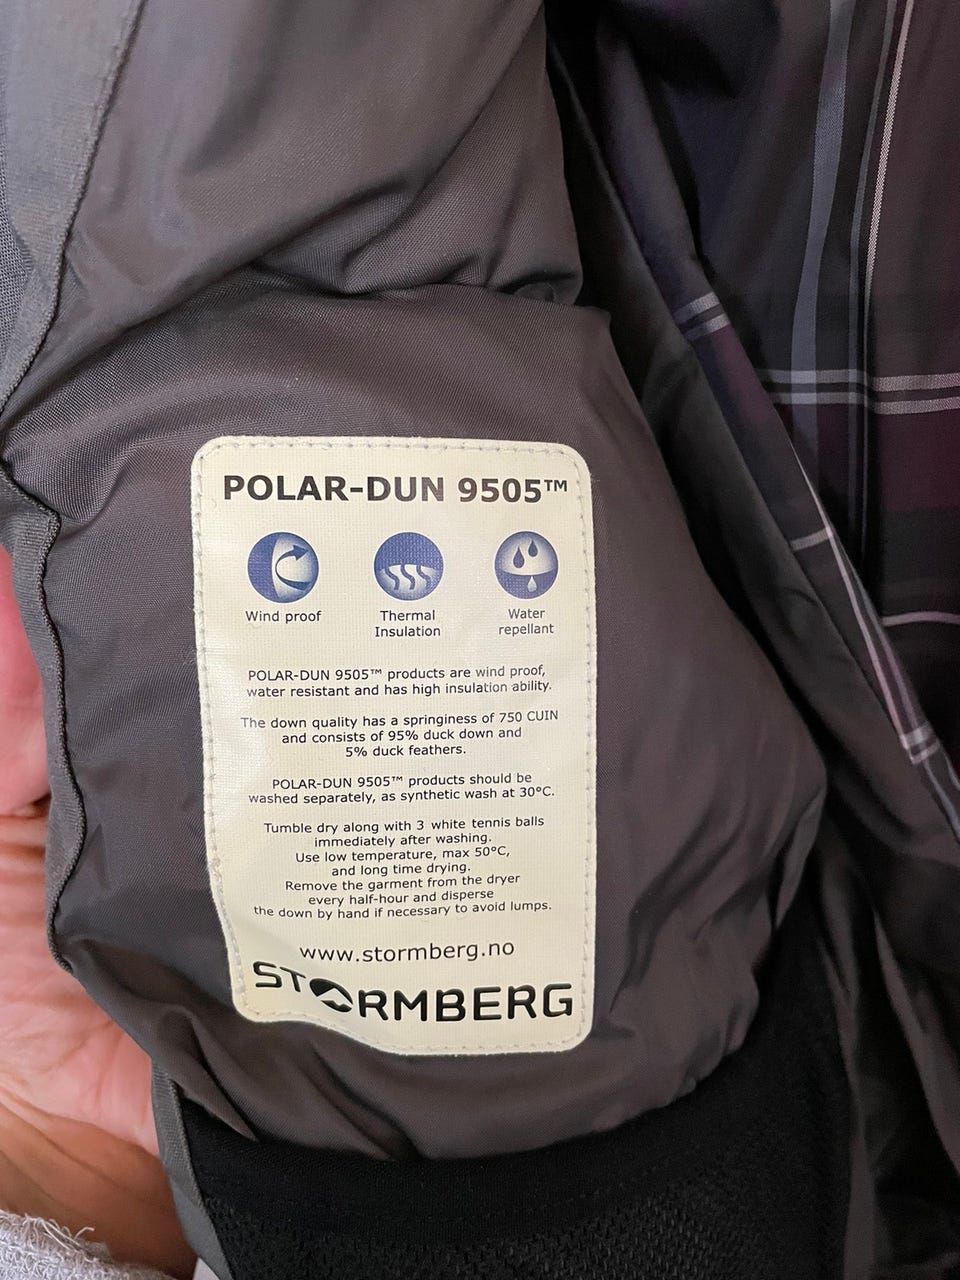 POLAR-DUN 9505™
Wind proof
Thermal
Insulation
Water
repellant
POLAR-DUN 9505™ products are wind proof,
water resistant and has high insulation ability.
The down quality has a springiness of 750 CUIN
and consists of 95% duck down and
5% duck feathers.
POLAR-DUN 9505™ products should be
washed separately, as synthetic wash at 30°C.
Tumble dry along with 3 white tennis balls
immediately after washing.
Use low temperature, max 50°C,
and long time drying.
Remove the garment from the dryer
every half-hour and disperse
the down by hand if necessary to avoid lumps.
www.stormberg.no
STORMBERG